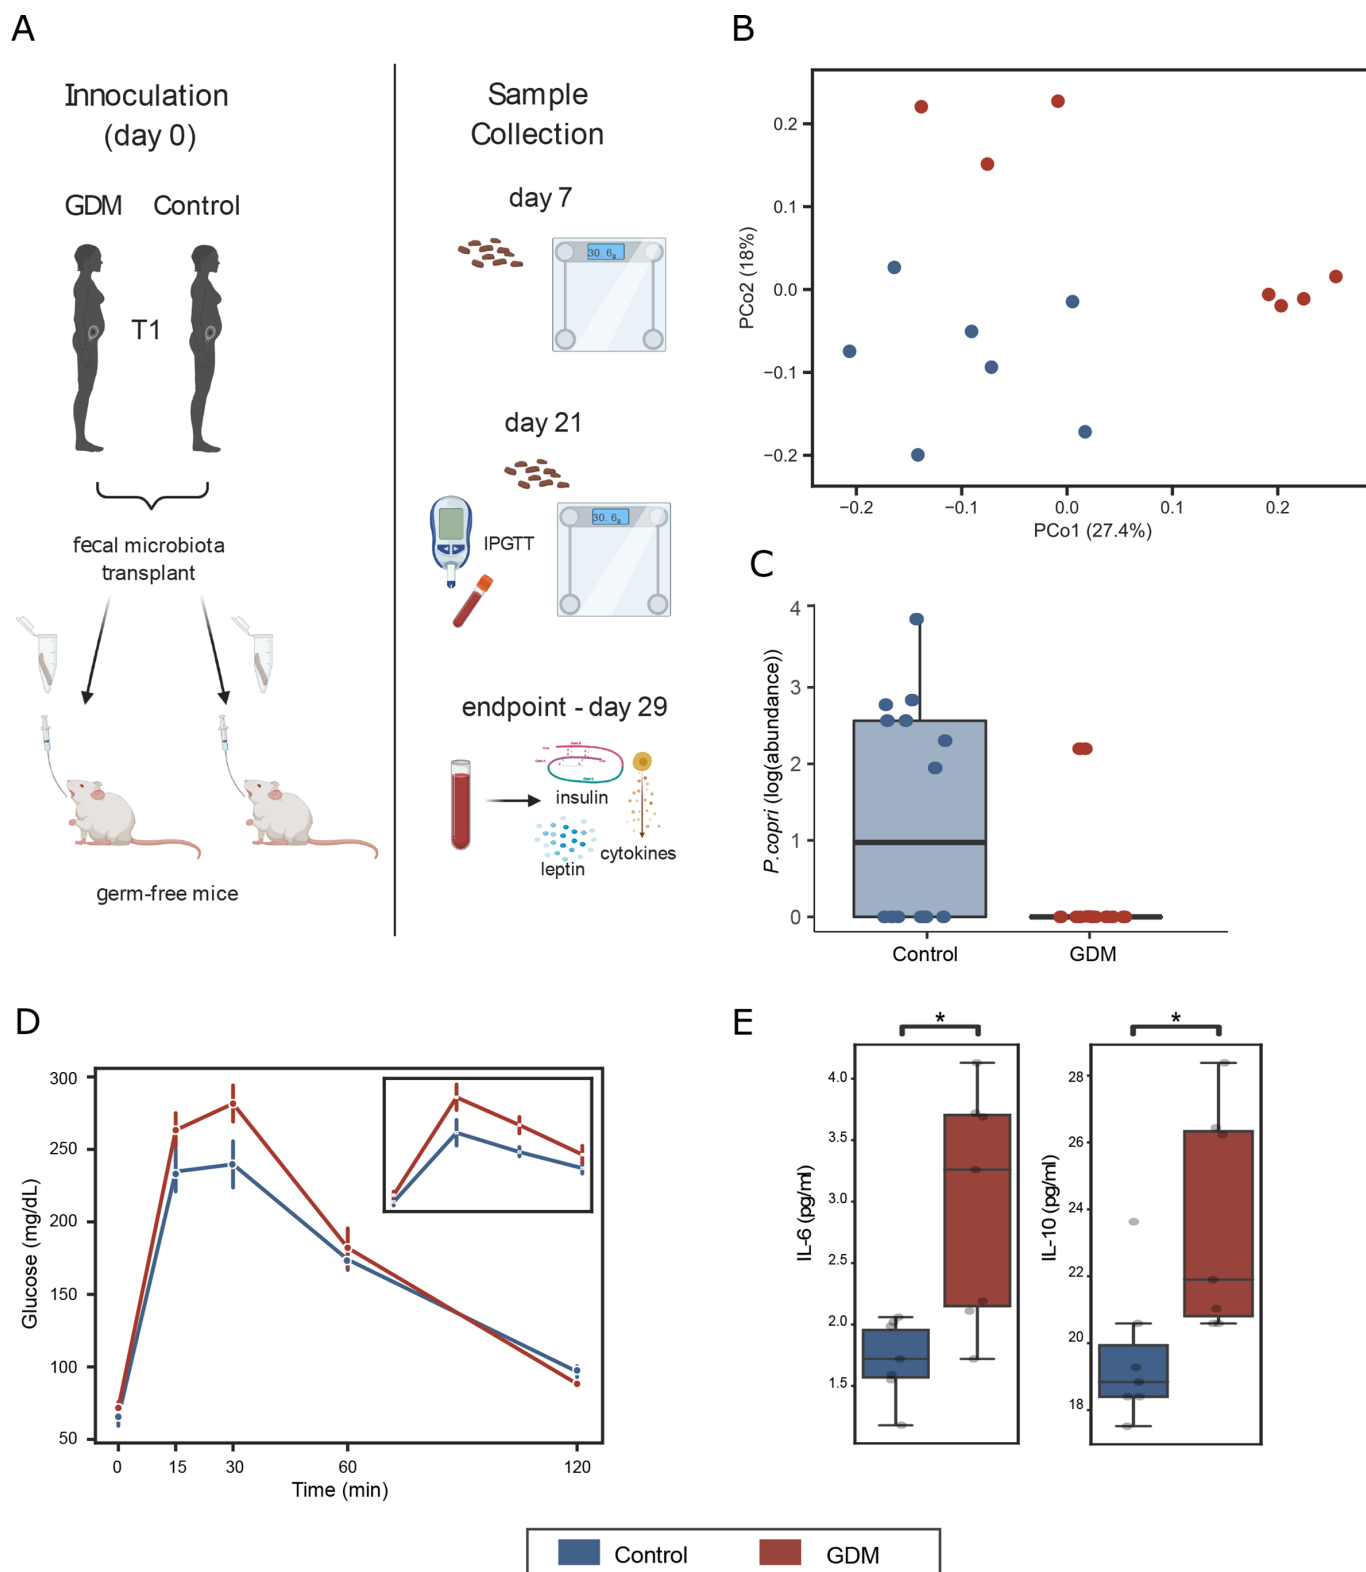 A
Innoculation
(day 0)
GDM
Control
T1
fecal microbiota
transplant
germ-free mice
Sample
Collection
day 7
30. 6g
day 21
30. 6g
IPGTT
endpoint - day 29
insulin
leptin
cytokines
B
0.2
0.1
0.0
−0.1
−0.2
PCo2 (18%)
−0.2
−0.1
0.0
0.1
0.2
PCo1 (27.4%)
C
4
3
2
1
0
P.copri (log(abundance))
Control
GDM
D
300
250
200
150
100
50
Glucose (mg/dL)
0
15
30
60
120
Time (min)
E
*
4.0
3.5
3.0
2.5
2.0
1.5
IL-6 (pg/ml)
*
28
26
24
22
20
18
IL-10 (pg/ml)
Control
GDM